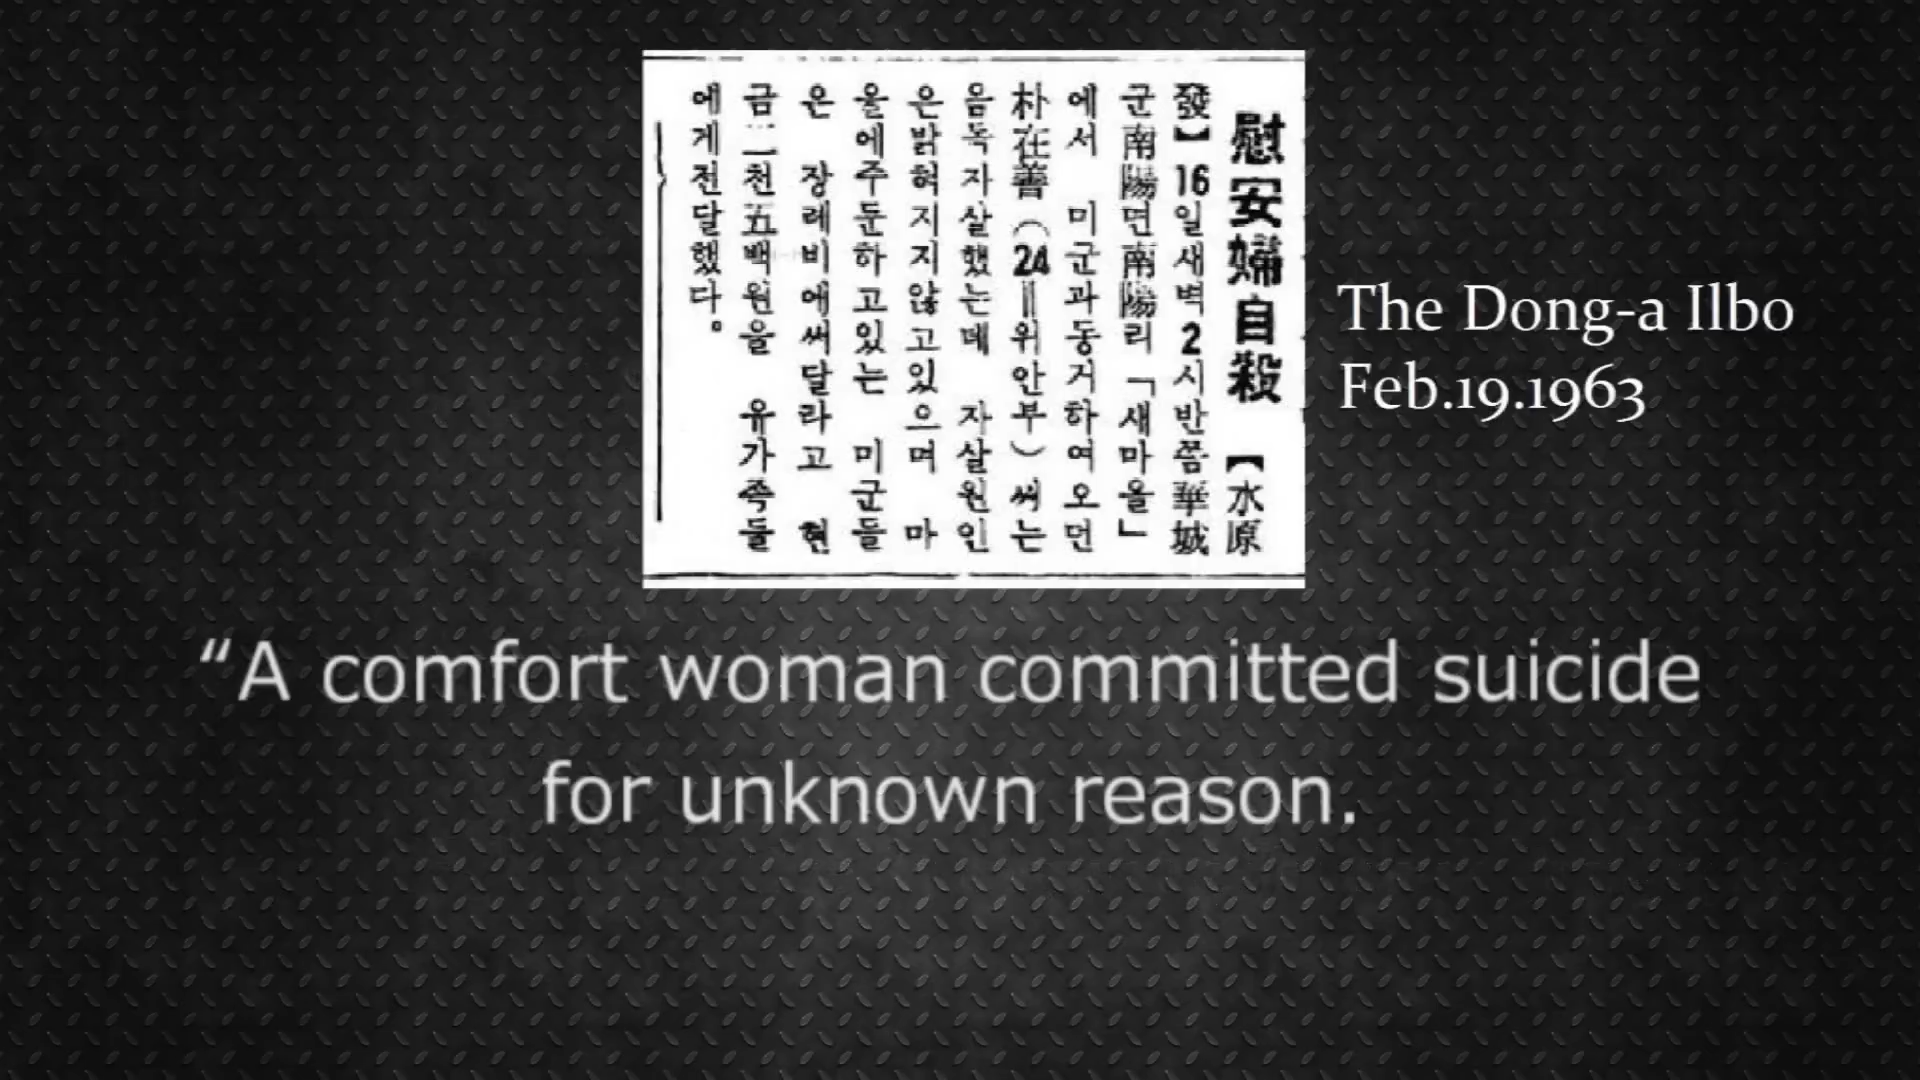 慰安婦自殺 【水原
發】16일새벽2시반쯤華城
군南陽면南陽리「새마을」
에서 미군과동거하여오던
朴在善(24=위안부)씨는
음독자살했는데 자살원인
은밝혀지지않고있으며 마
을에주둔하고있는 미군들
은 장례비에써달라고 현
금二천五백원을 유가족들
에게전달했다。
The Dong-a Ilbo
Feb.19.1963
“A comfort woman committed suicide
for unknown reason.